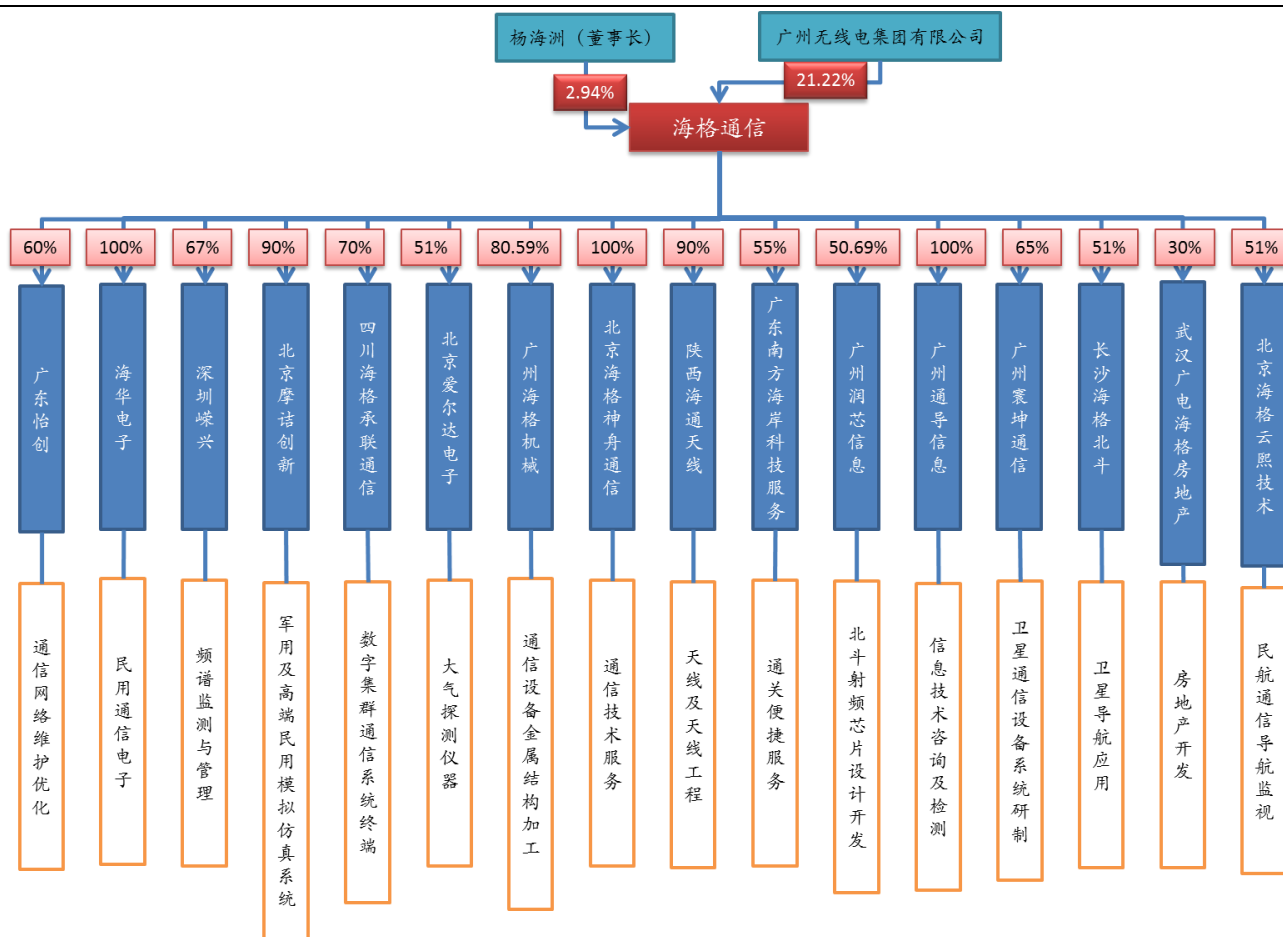 杨海洲（董事长）
广州无线电集团有限公司
2.94%
21.22%
海格通信
60%
100%
67%
90%
70%
51%
80.59%
100%
90%
55%
50.69%
100%
65%
51%
30%
51%
广东怡创
海华电子
深圳嵘兴
北京摩诘创新
四川海格承联通信
北京爱尔达电子
广州海格机械
北京海格神舟通信
陕西海通天线
广东南方海岸科技服务
广州润芯信息
广州通导信息
广州寰坤通信
长沙海格北斗
武汉广电海格房地产
北京海格云熙技术
通信网络维护优化
民用通信电子
频谱监测与管理
军用及高端民用模拟仿真系统
数字集群通信系统终端
大气探测仪器
通信设备金属结构加工
通信技术服务
天线及天线工程
通关便捷服务
北斗射频芯片设计开发
信息技术咨询及检测
卫星通信设备系统研制
卫星导航应用
房地产开发
民航通信导航监视